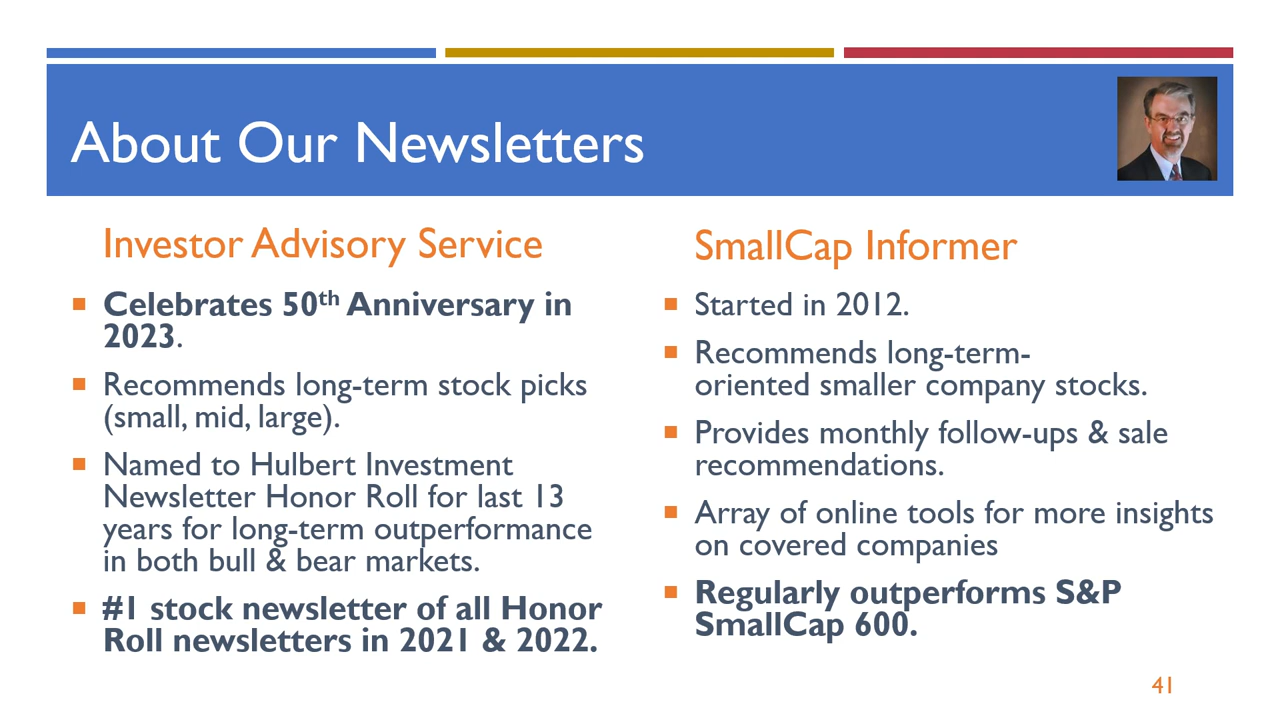 About Our Newsletters
Investor Advisory Service
Celebrates 50th Anniversary in
2023.
Recommends long-term stock picks
(small, mid, large).
Named to Hulbert Investment
Newsletter Honor Roll for last 13
years for long-term outperformance
in both bull & bear markets.
#1 stock newsletter of all Honor
Roll newsletters in 2021 & 2022.
SmallCap Informer
Started in 2012.
Recommends long-term-
oriented smaller company stocks.
Provides monthly follow-ups & sale
recommendations.
Array of online tools for more insights
on covered companies
Regularly outperforms S&P
SmallCap 600.
41